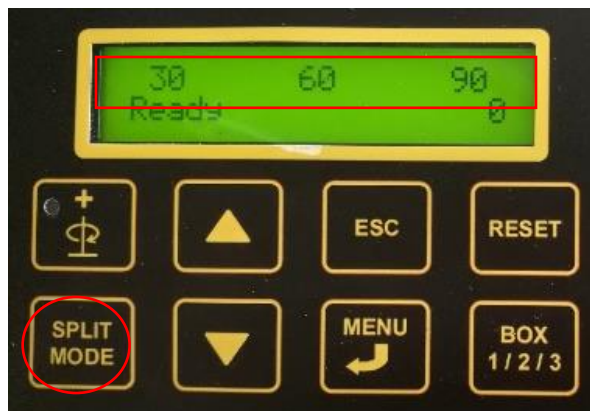 30 60 90
Ready 0
+
ESC
RESET
SPLIT
MODE
MENU
BOX
1 / 2 / 3